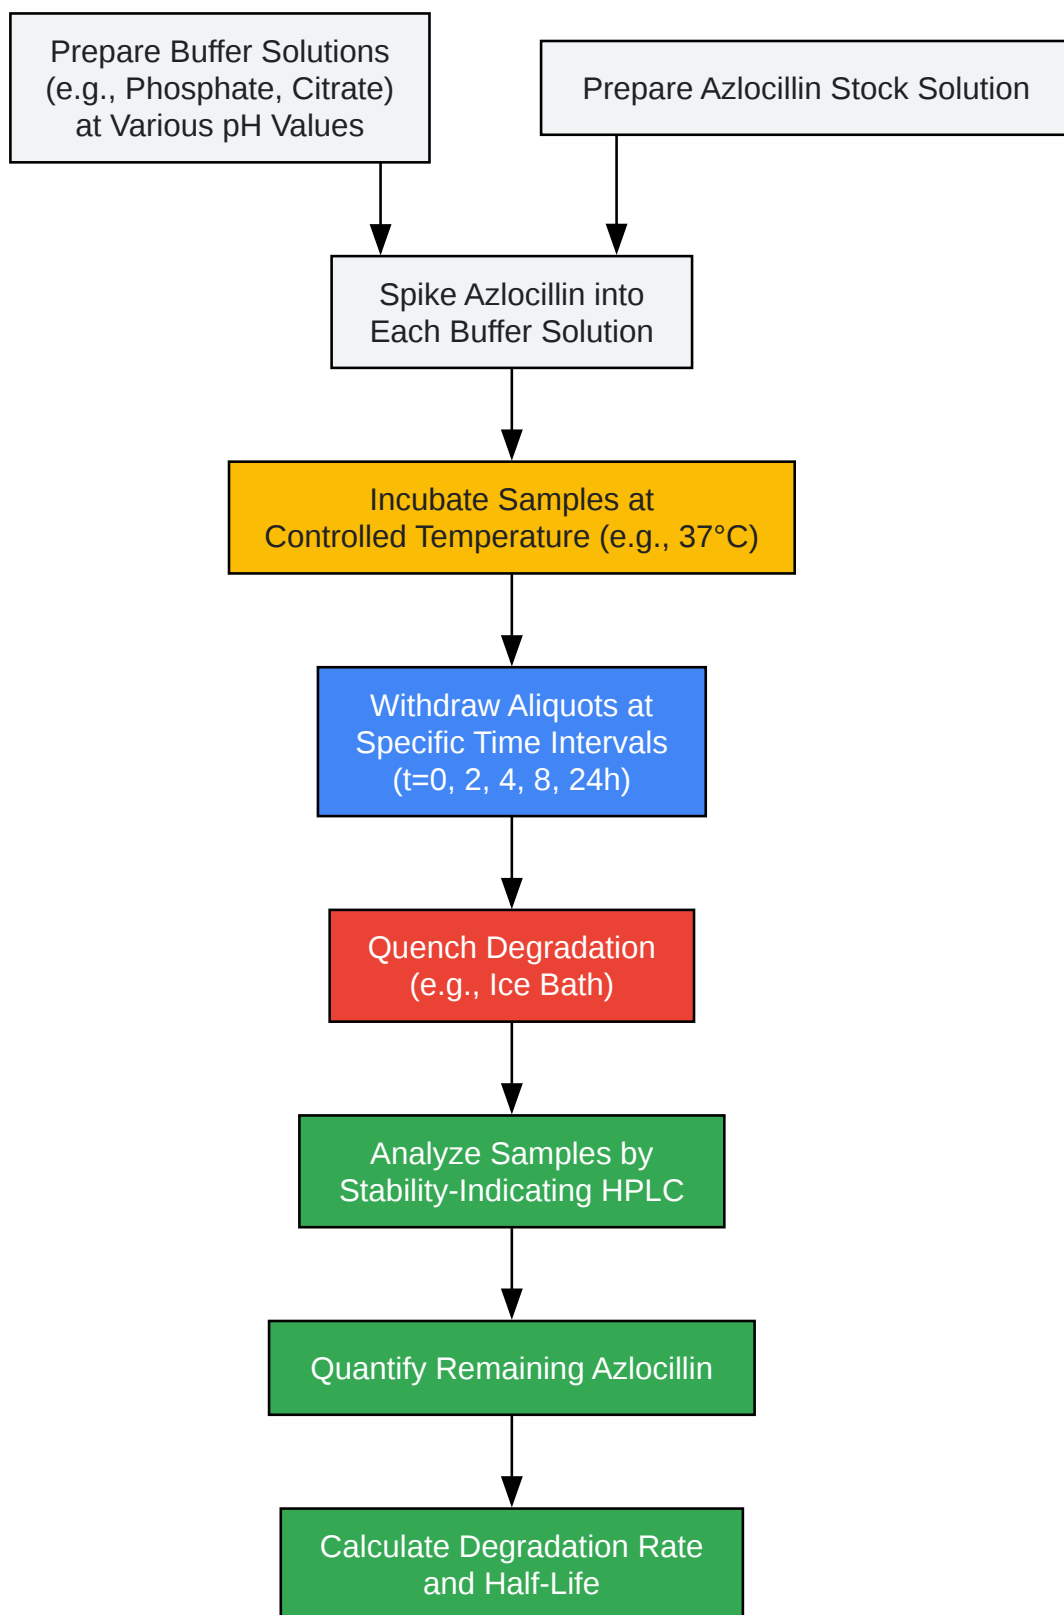 Prepare Buffer Solutions
(e.g., Phosphate, Citrate)
at Various pH Values
Prepare Azlocillin Stock Solution
Spike Azlocillin into
Each Buffer Solution
Incubate Samples at
Controlled Temperature (e.g., 37°C)
Withdraw Aliquots at
Specific Time Intervals
(t=0, 2, 4, 8, 24h)
Quench Degradation
(e.g., Ice Bath)
Analyze Samples by
Stability-Indicating HPLC
Quantify Remaining Azlocillin
Calculate Degradation Rate
and Half-Life